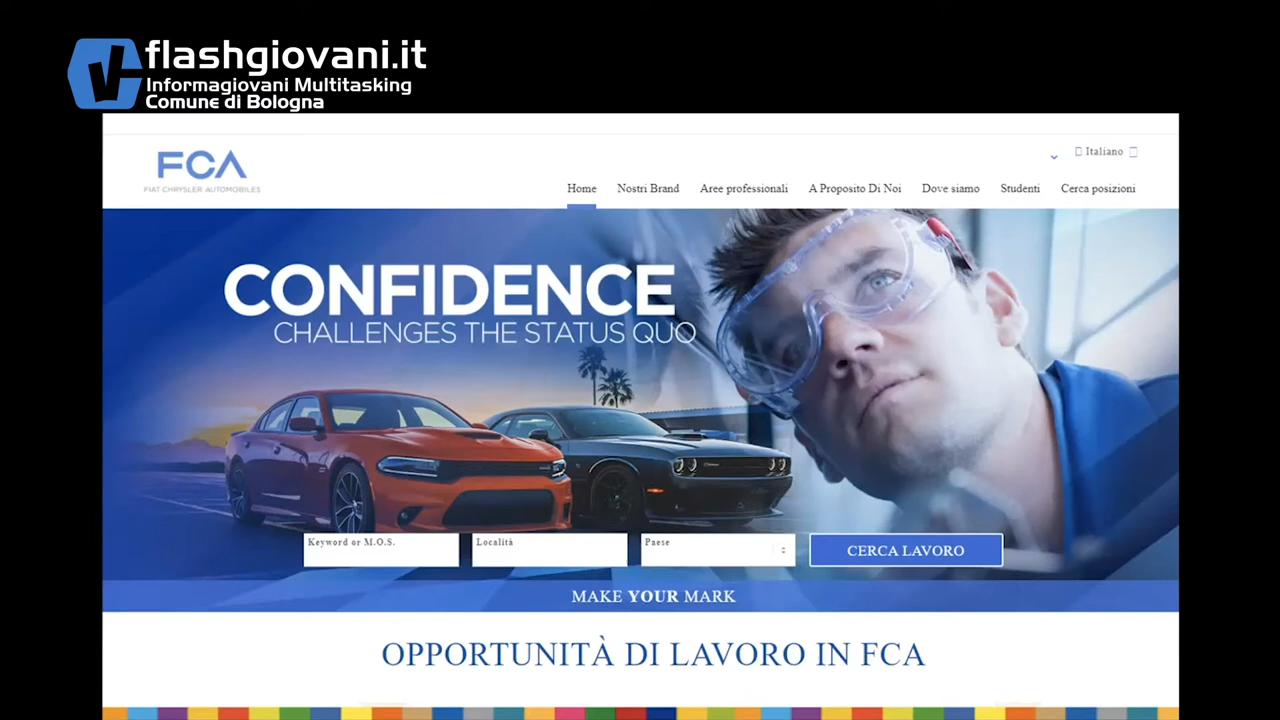 flashgiovani.it
Informagiovani Multitasking
Comune di Bologna
FCA
FIAT CHRYSLER AUTOMOBILES
Italiano
Home Nostri Brand Aree professionali A Proposito Di Noi Dove siamo Studenti Cerca posizioni
CONFIDENCE
CHALLENGES THE STATUS QUO
Keyword or M.O.S. Località Paese
CERCA LAVORO
MAKE YOUR MARK
OPPORTUNITÀ DI LAVORO IN FCA